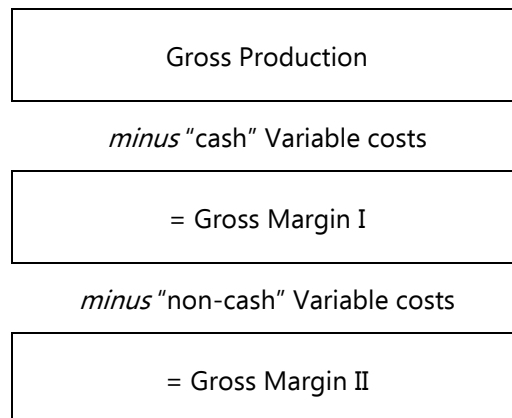 Gross Production
minus “cash” Variable costs
= Gross Margin I
minus “non-cash” Variable costs
= Gross Margin II